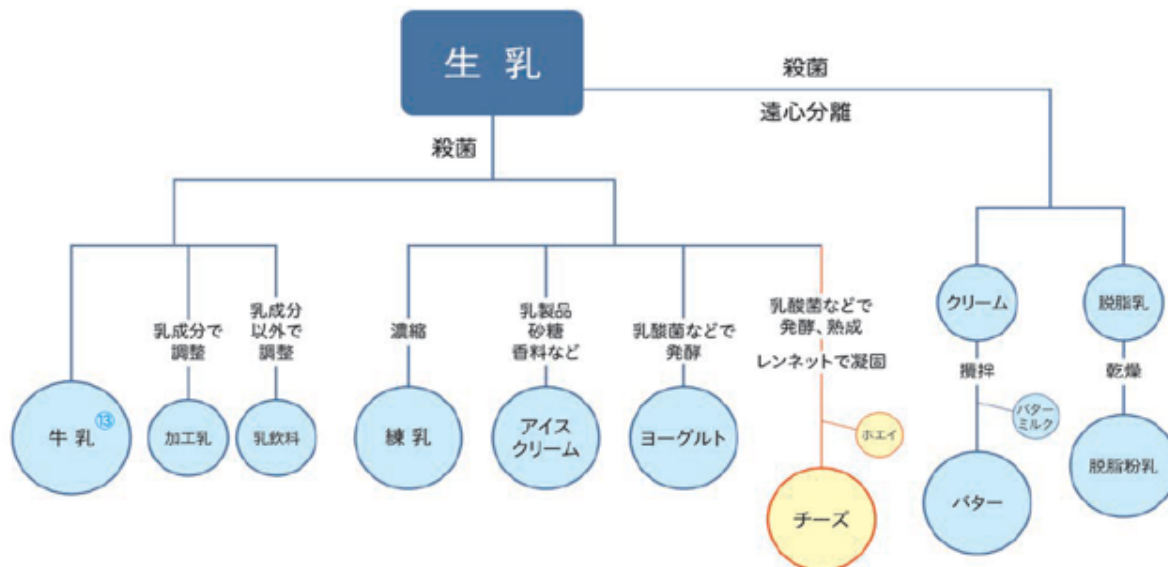 生乳
殺菌
遠心分離
殺菌
乳成分で
調整
乳成分
以外で
調整
濃縮
乳製品
砂糖
香料など
乳酸菌などで
発酵
乳酸菌などで
発酵、熟成
レンネットで凝固
クリーム
脱脂乳
攪拌
乾燥
牛乳⑬
加工乳
乳飲料
練乳
アイス
クリーム
ヨーグルト
ホエイ
チーズ
バター
ミルク
バター
脱脂粉乳